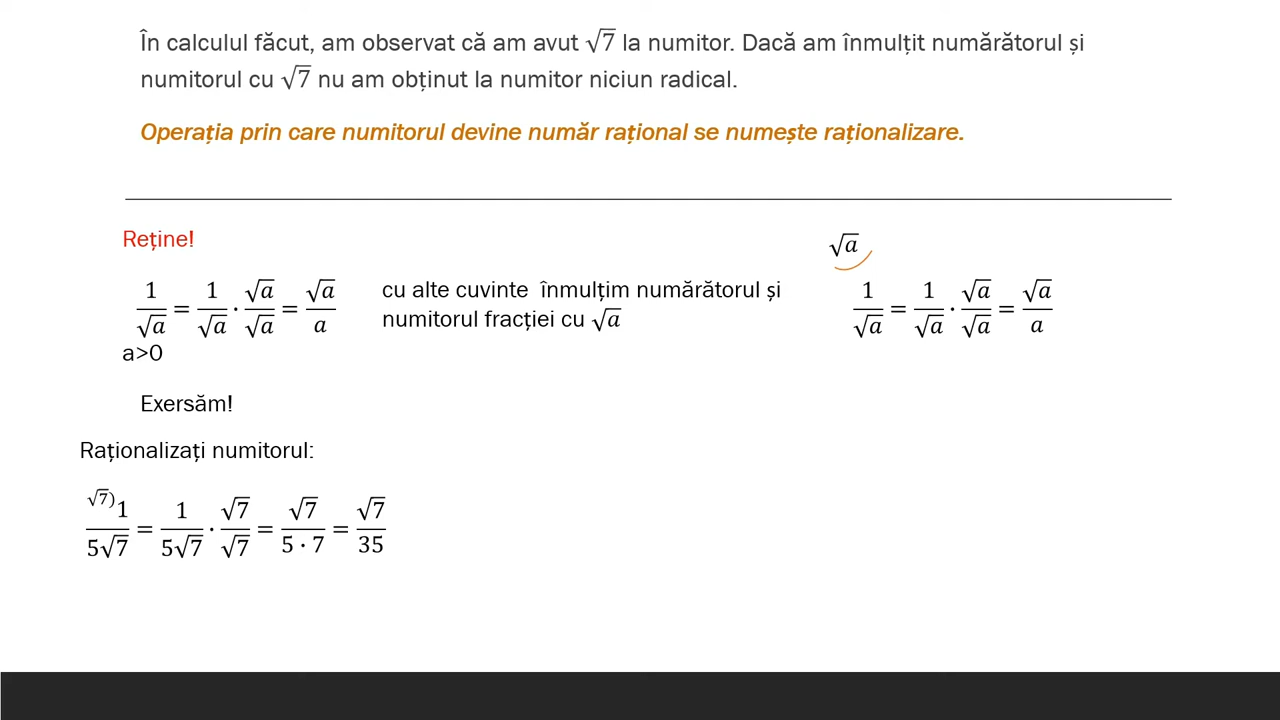 În calculul făcut, am observat că am avut √7 la numitor. Dacă am înmulțit numărătorul și
numitorul cu √7 nu am obținut la numitor niciun radical.
Operația prin care numitorul devine număr rațional se numește raționalizare.
Reține!
√a
1/√a = 1/√a · √a/√a = √a/a
cu alte cuvinte înmulțim numărătorul și
numitorul fracției cu √a
1/√a = 1/√a · √a/√a = √a/a
a>0
Exersăm!
Raționalizați numitorul:
√7) 1/5√7 = 1/5√7 · √7/√7 = √7/5·7 = √7/35